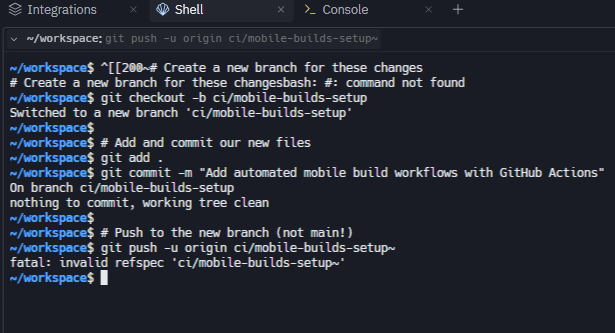 Integrations × Shell × Console × +
~/workspace: git push -u origin ci/mobile-builds-setup~
~/workspace$ ^[[200~# Create a new branch for these changes
# Create a new branch for these changesbash: #: command not found
~/workspace$ git checkout -b ci/mobile-builds-setup
Switched to a new branch 'ci/mobile-builds-setup'
~/workspace$
~/workspace$ # Add and commit our new files
~/workspace$ git add .
~/workspace$ git commit -m "Add automated mobile build workflows with GitHub Actions"
On branch ci/mobile-builds-setup
nothing to commit, working tree clean
~/workspace$
~/workspace$ # Push to the new branch (not main!)
~/workspace$ git push -u origin ci/mobile-builds-setup~
fatal: invalid refspec 'ci/mobile-builds-setup~'
~/workspace$